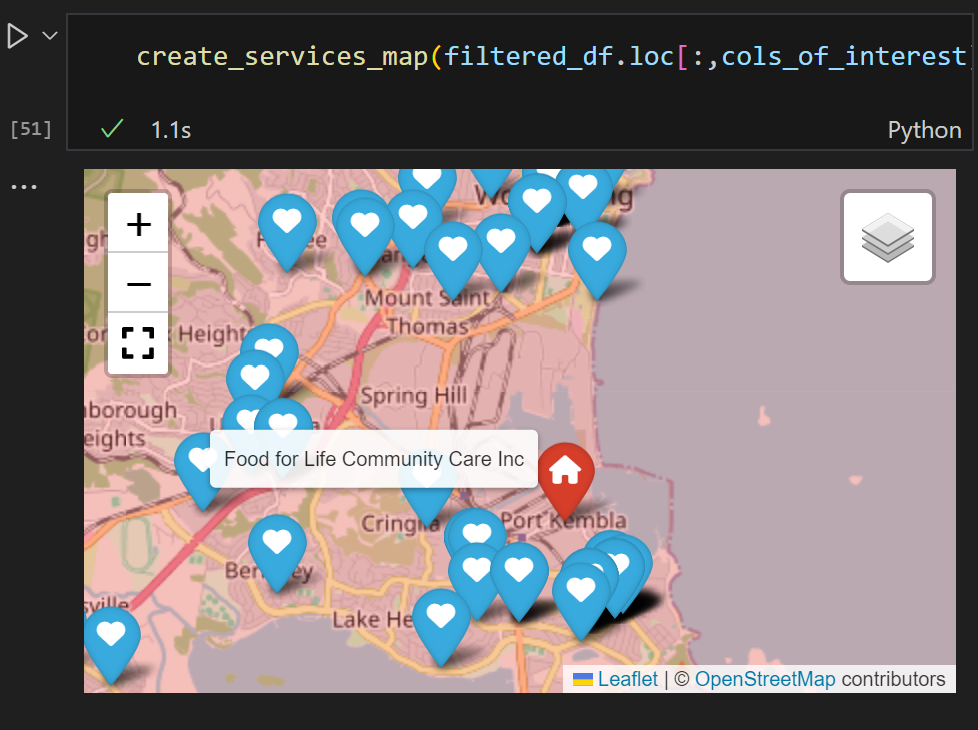 create_services_map(filtered_df.loc[:,cols_of_interest]
[51]
1.1s
Python
...
+
Mount Saint
Thomas
Heights
Spring Hill
eights
Food for Life Community Care Inc
Port Kembla
Lake He
−
Leaflet | © OpenStreetMap contributors